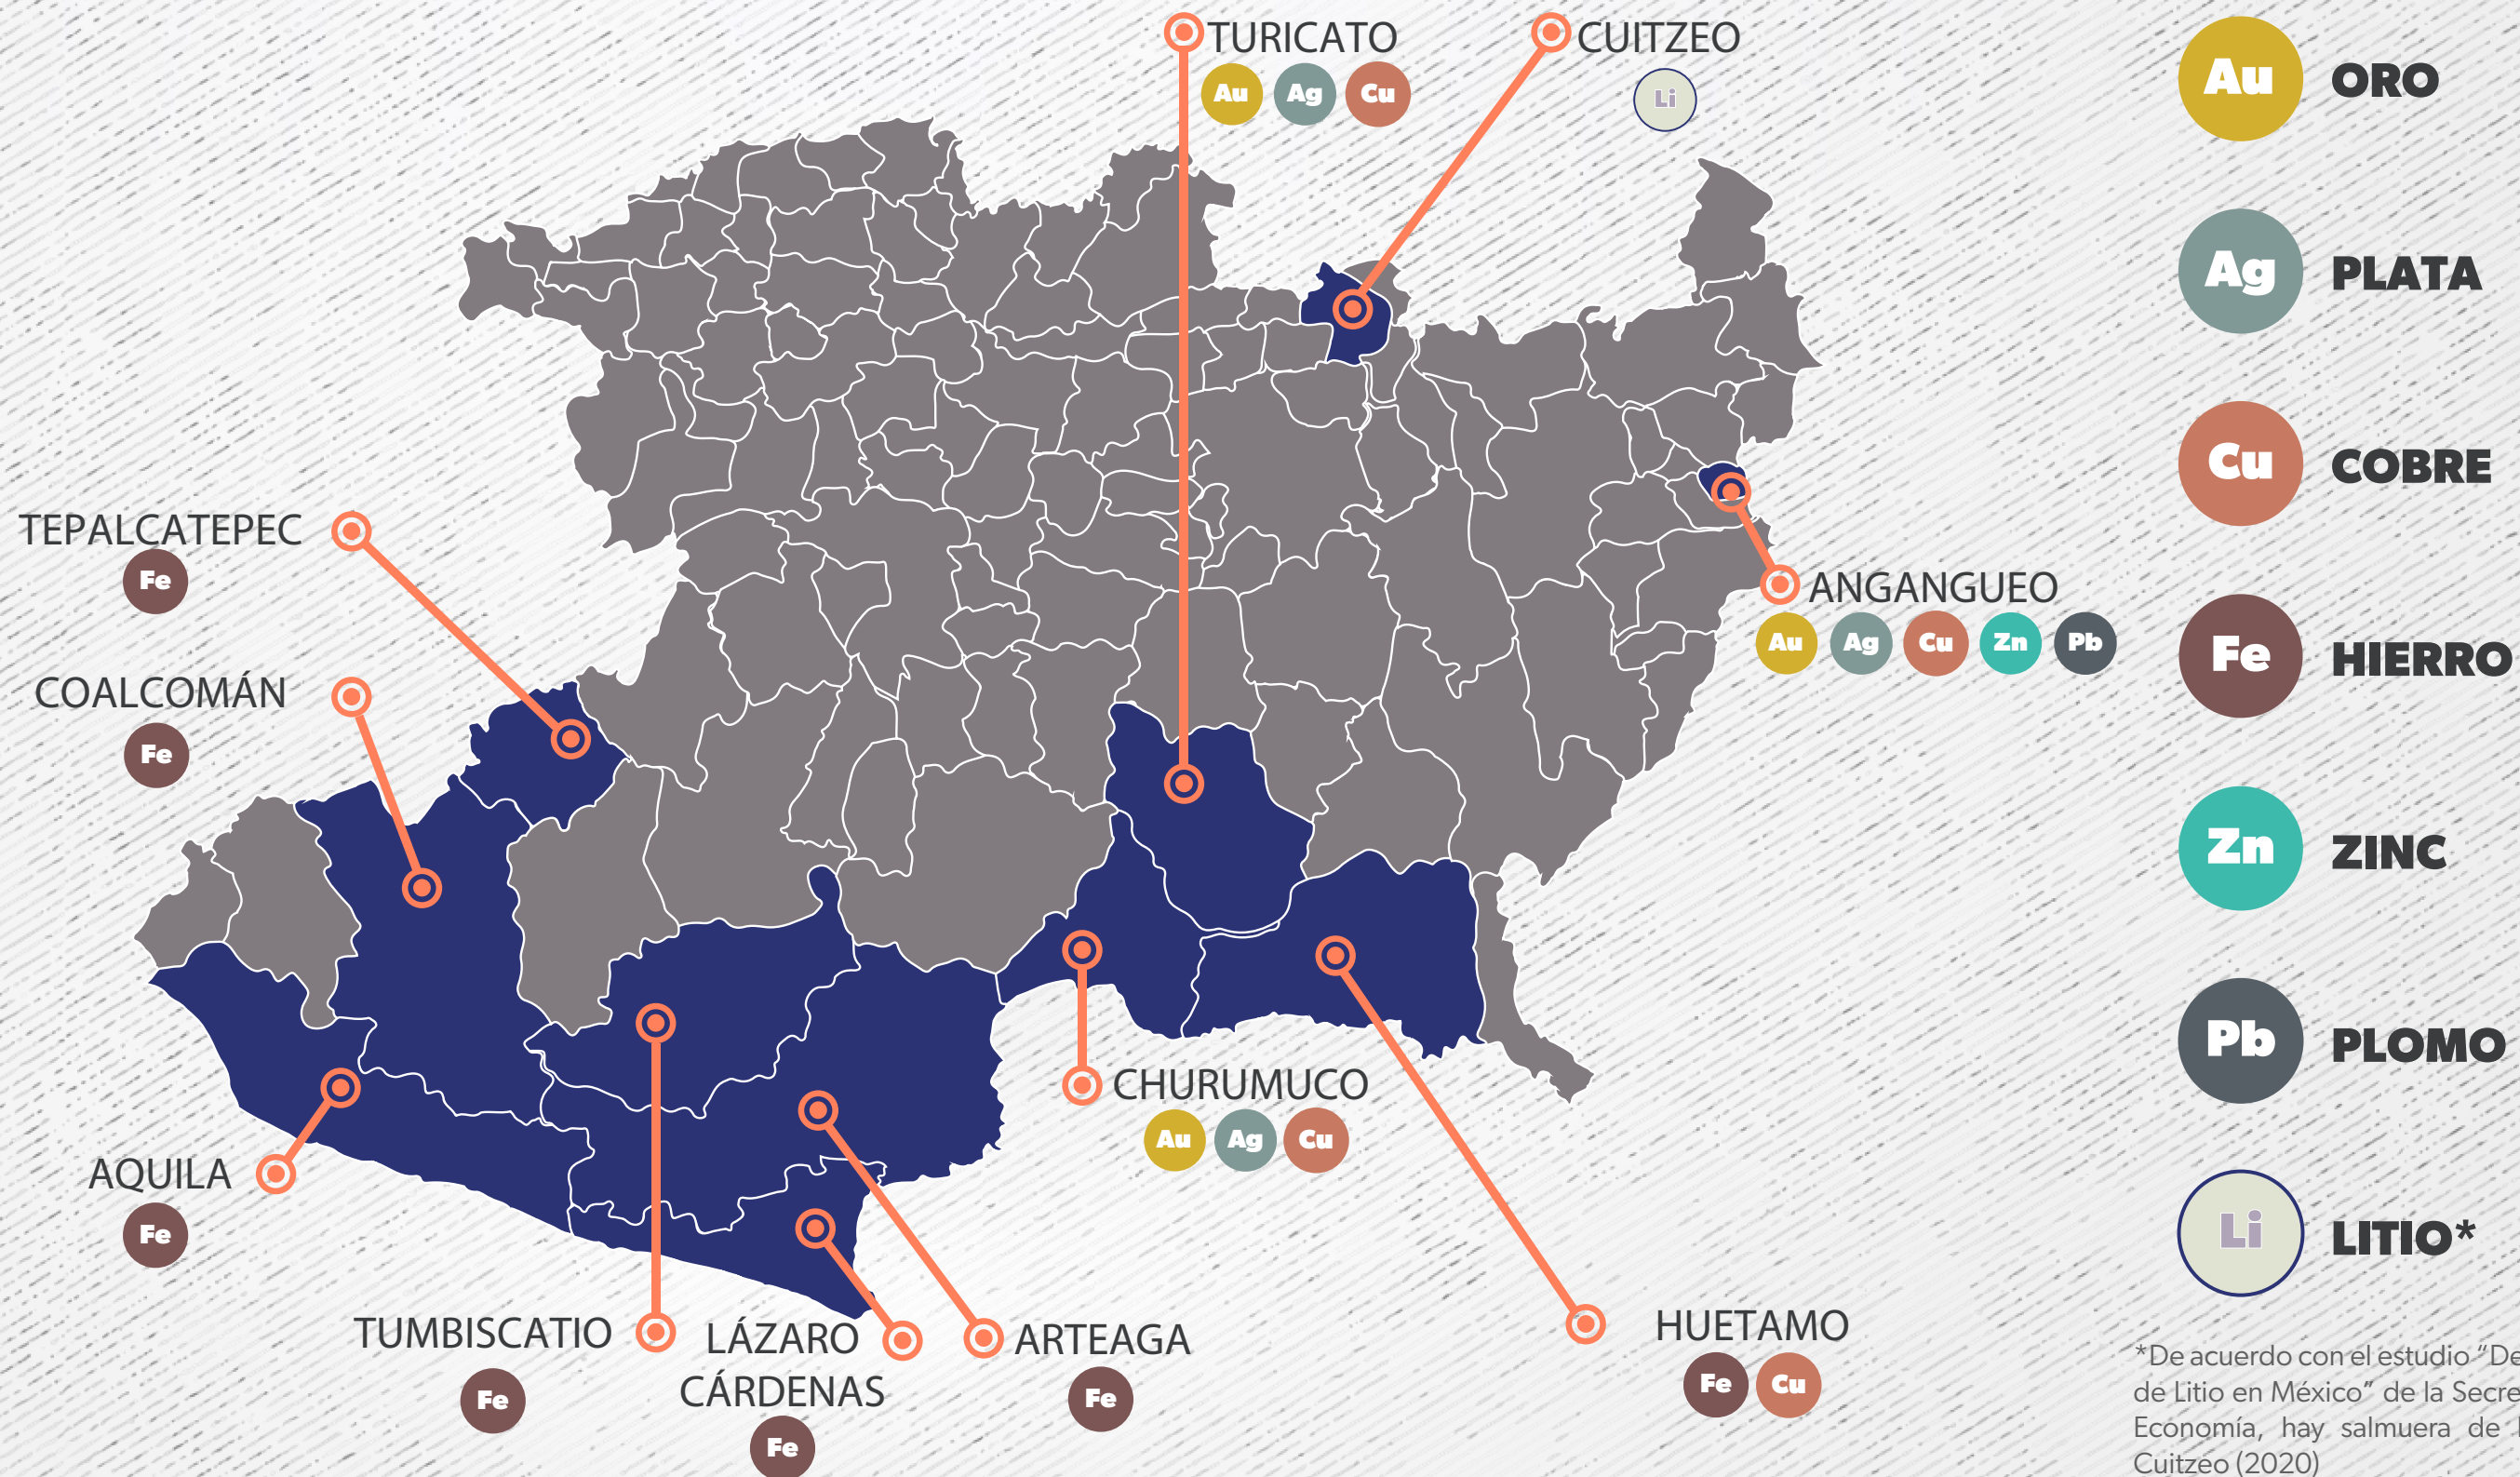 TURICATO
Au Ag Cu
CUITZEO
Li
TEPALCATEPEC
Fe
COALCOMÁN
Fe
ANGANGUEO
Au Ag Cu Zn Pb
AQUILA
Fe
CHURUMUCO
Au Ag Cu
TUMBISCATIO
Fe
LÁZARO
CÁRDENAS
Fe
ARTEAGA
Fe
HUETAMO
Fe Cu
Au ORO
Ag PLATA
Cu COBRE
Fe HIERRO
Zn ZINC
Pb PLOMO
Li LITIO*
*De acuerdo con el estudio “De
de Litio en México” de la Secre
Economía, hay salmuera de
Cuitzeo (2020)